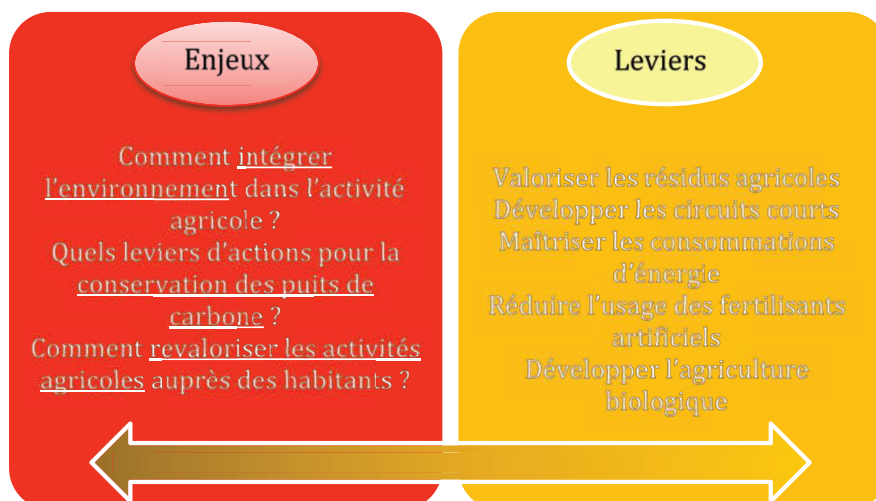 Enjeux
Comment intégrer
l'environnement dans l'activité
agricole ?
Quels leviers d'actions pour la
conservation des puits de
carbone ?
Comment revaloriser les activités
agricoles auprès des habitants ?
Leviers
Valoriser les résidus agricoles
Développer les circuits courts
Maîtriser les consommations
d'énergie
Réduire l'usage des fertilisants
artificiels
Développer l'agriculture
biologique